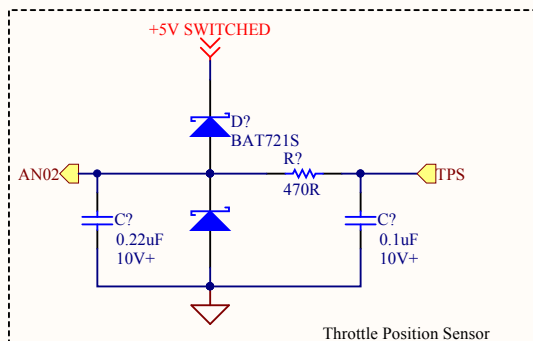 +5V SWITCHED
D?
BAT721S
AN02
R?
470R
TPS
C?
0.22uF
10V+
C?
0.1uF
10V+
Throttle Position Sensor